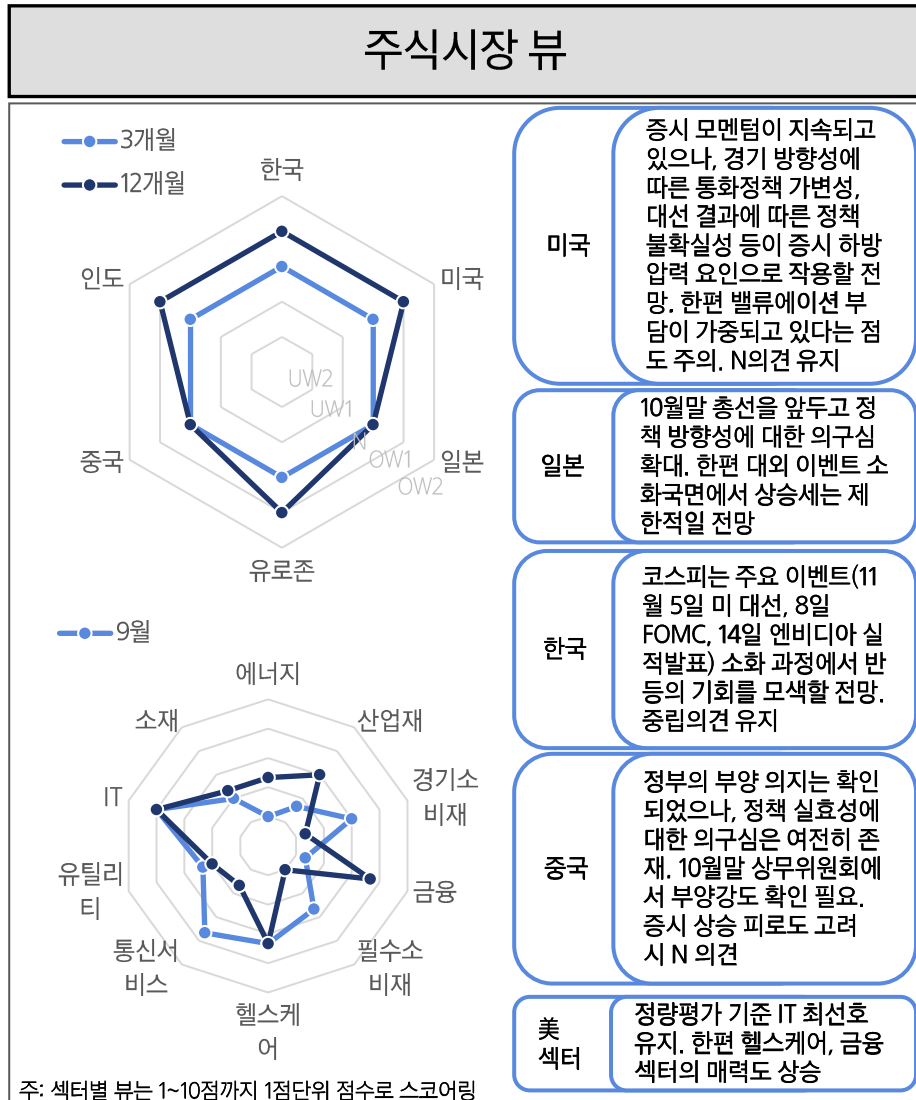 주식시장 뷰
3개월
12개월
한국
미국
일본
유로존
중국
인도
UW2
UW1
N
OW1
OW2
9월
에너지
산업재
경기소
비재
금융
필수소
비재
헬스케
어
통신서
비스
유틸리
티
IT
소재
주: 섹터별 뷰는 1~10점까지 1점단위 점수로 스코어링
미국
증시 모멘텀이 지속되고
있으나, 경기 방향성에
따른 통화정책 가변성,
대선 결과에 따른 정책
불확실성 등이 증시 하방
압력 요인으로 작용할 전
망. 한편 밸류에이션 부
담이 가중되고 있다는 점
도 주의. N의견 유지
일본
10월말 총선을 앞두고 정
책 방향성에 대한 의구심
확대. 한편 대외 이벤트 소
화국면에서 상승세는 제
한적일 전망
한국
코스피는 주요 이벤트(11
월 5일 미 대선, 8일
FOMC, 14일 엔비디아 실
적발표) 소화 과정에서 반
등의 기회를 모색할 전망.
중립의견 유지
중국
정부의 부양 의지는 확인
되었으나, 정책 실효성에
대한 의구심은 여전히 존
재. 10월말 상무위원회에
서 부양강도 확인 필요.
증시 상승 피로도 고려
시 N 의견
美
섹터
정량평가 기준 IT 최선호
유지. 한편 헬스케어, 금융
섹터의 매력도 상승